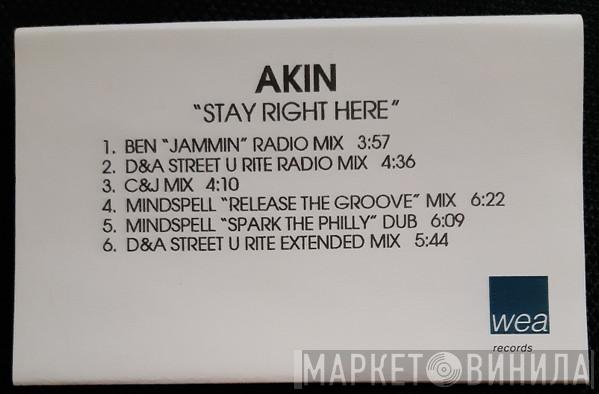 AKIN
"STAY RIGHT HERE"
1. BEN "JAMMIN" RADIO MIX 3:57
2. D&A STREET U RITE RADIO MIX 4:36
3. C&J MIX 4:10
4. MINDSPELL "RELEASE THE GROOVE" MIX 6:22
5. MINDSPELL "SPARK THE PHILLY" DUB 6:09
6. D&A STREET U RITE EXTENDED MIX 5:44
wea
records
МАРКЕТ ВИНИЛА